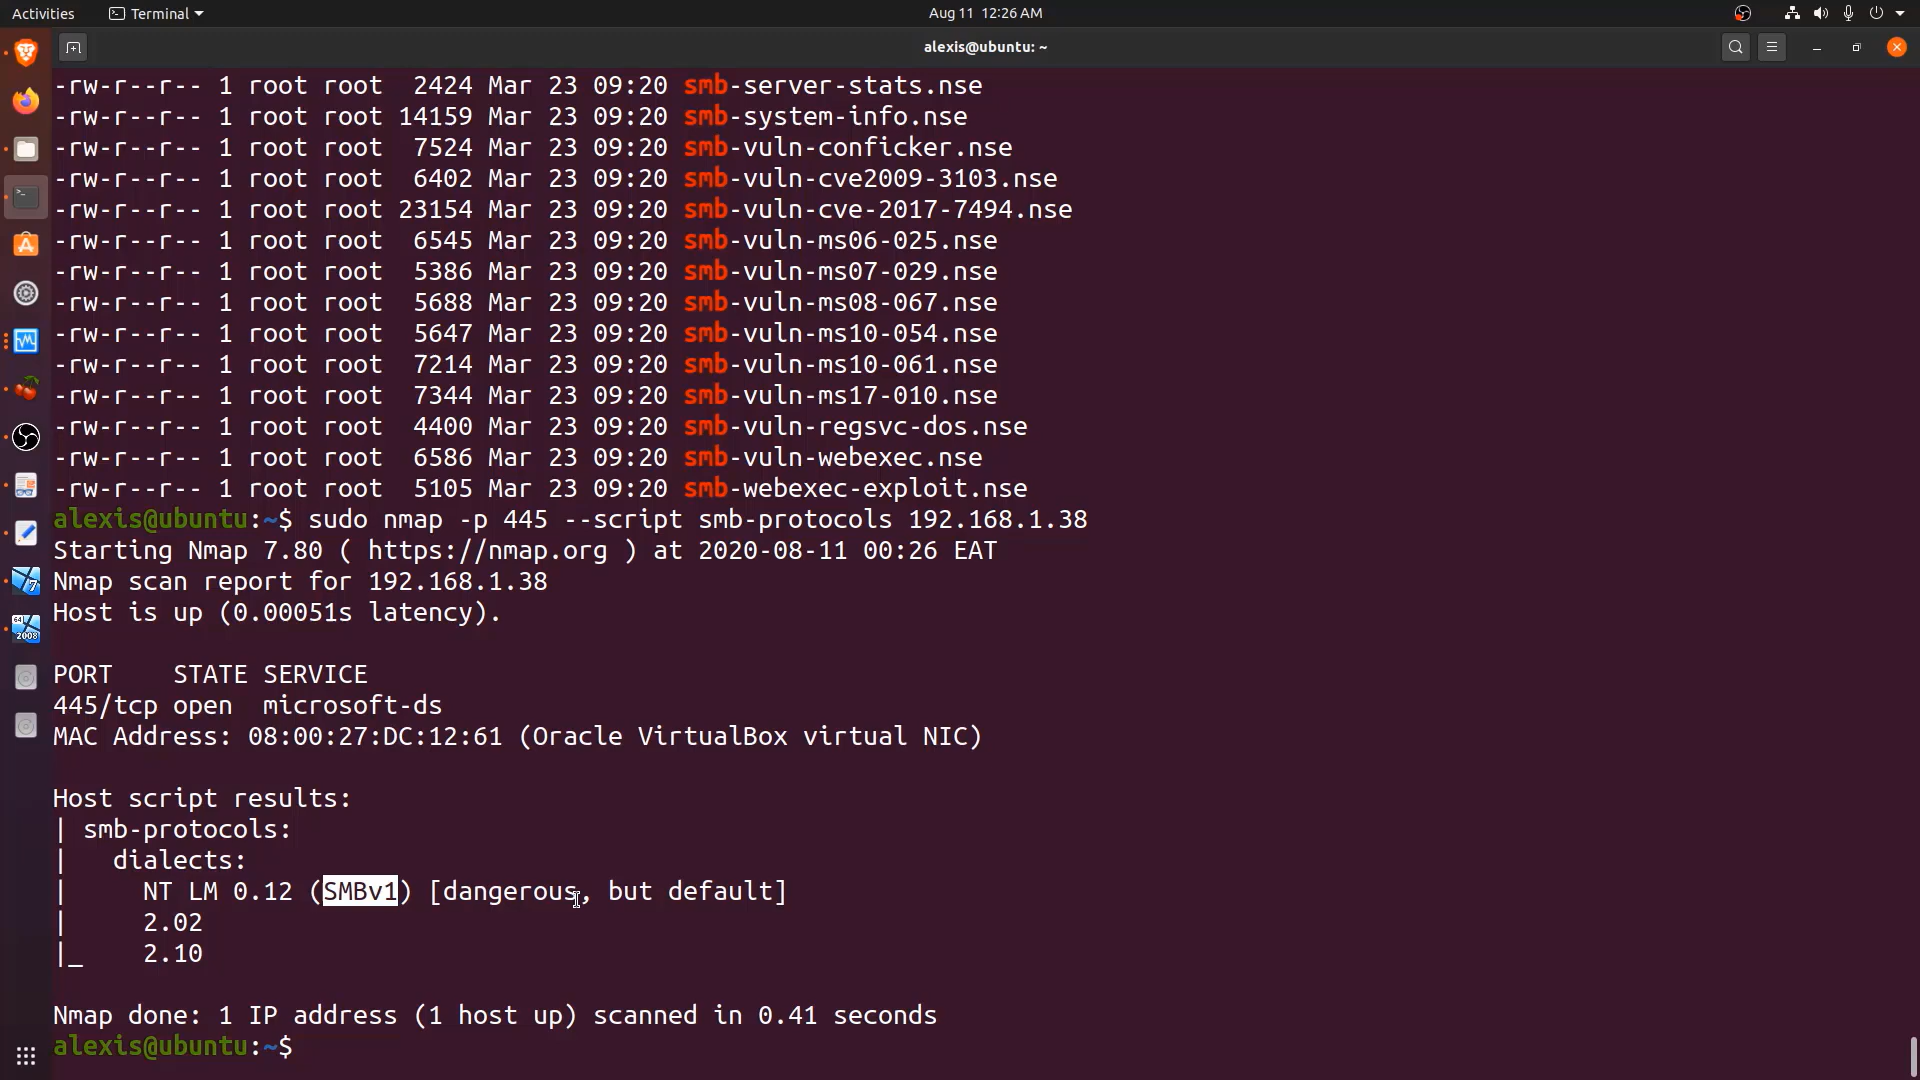 Activities Terminal Aug 11 12:26 AM
alexis@ubuntu: ~
-rw-r--r-- 1 root root  2424 Mar 23 09:20 smb-server-stats.nse
-rw-r--r-- 1 root root 14159 Mar 23 09:20 smb-system-info.nse
-rw-r--r-- 1 root root  7524 Mar 23 09:20 smb-vuln-conficker.nse
-rw-r--r-- 1 root root  6402 Mar 23 09:20 smb-vuln-cve2009-3103.nse
-rw-r--r-- 1 root root 23154 Mar 23 09:20 smb-vuln-cve-2017-7494.nse
-rw-r--r-- 1 root root  6545 Mar 23 09:20 smb-vuln-ms06-025.nse
-rw-r--r-- 1 root root  5386 Mar 23 09:20 smb-vuln-ms07-029.nse
-rw-r--r-- 1 root root  5688 Mar 23 09:20 smb-vuln-ms08-067.nse
-rw-r--r-- 1 root root  5647 Mar 23 09:20 smb-vuln-ms10-054.nse
-rw-r--r-- 1 root root  7214 Mar 23 09:20 smb-vuln-ms10-061.nse
-rw-r--r-- 1 root root  7344 Mar 23 09:20 smb-vuln-ms17-010.nse
-rw-r--r-- 1 root root  4400 Mar 23 09:20 smb-vuln-regsvc-dos.nse
-rw-r--r-- 1 root root  6586 Mar 23 09:20 smb-vuln-webexec.nse
-rw-r--r-- 1 root root  5105 Mar 23 09:20 smb-webexec-exploit.nse
alexis@ubuntu:~$ sudo nmap -p 445 --script smb-protocols 192.168.1.38
Starting Nmap 7.80 ( https://nmap.org ) at 2020-08-11 00:26 EAT
Nmap scan report for 192.168.1.38
Host is up (0.00051s latency).
PORT    STATE SERVICE
445/tcp open  microsoft-ds
MAC Address: 08:00:27:DC:12:61 (Oracle VirtualBox virtual NIC)
Host script results:
| smb-protocols:
|   dialects:
|     NT LM 0.12 (SMBv1) [dangerous, but default]
|     2.02
|_    2.10
Nmap done: 1 IP address (1 host up) scanned in 0.41 seconds
alexis@ubuntu:~$
7
64
2008